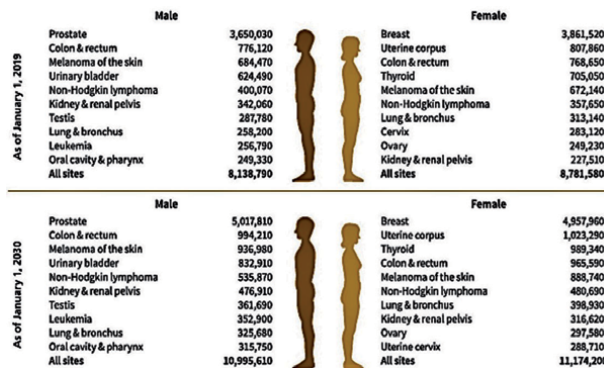 Male Female
As of January 1, 2019
Prostate 3,650,030 Breast 3,861,520
Colon & rectum 776,120 Uterine corpus 807,860
Melanoma of the skin 684,470 Colon & rectum 768,650
Urinary bladder 624,490 Thyroid 705,050
Non-Hodgkin lymphoma 400,070 Melanoma of the skin 672,140
Kidney & renal pelvis 342,060 Non-Hodgkin lymphoma 357,650
Testis 287,780 Lung & bronchus 313,140
Lung & bronchus 258,200 Cervix 283,120
Leukemia 256,790 Ovary 249,230
Oral cavity & pharynx 249,330 Kidney & renal pelvis 227,510
All sites 8,138,790 All sites 8,781,580
Male Female
As of January 1, 2030
Prostate 5,017,810 Breast 4,957,960
Colon & rectum 994,210 Uterine corpus 1,023,290
Melanoma of the skin 936,980 Thyroid 989,340
Urinary bladder 832,910 Colon & rectum 965,590
Non-Hodgkin lymphoma 535,870 Melanoma of the skin 888,740
Kidney & renal pelvis 476,910 Non-Hodgkin lymphoma 480,690
Testis 361,690 Lung & bronchus 398,930
Leukemia 352,900 Kidney & renal pelvis 316,620
Lung & bronchus 325,680 Ovary 297,580
Oral cavity & pharynx 315,750 Uterine cervix 288,710
All sites 10,995,610 All sites 11,174,200